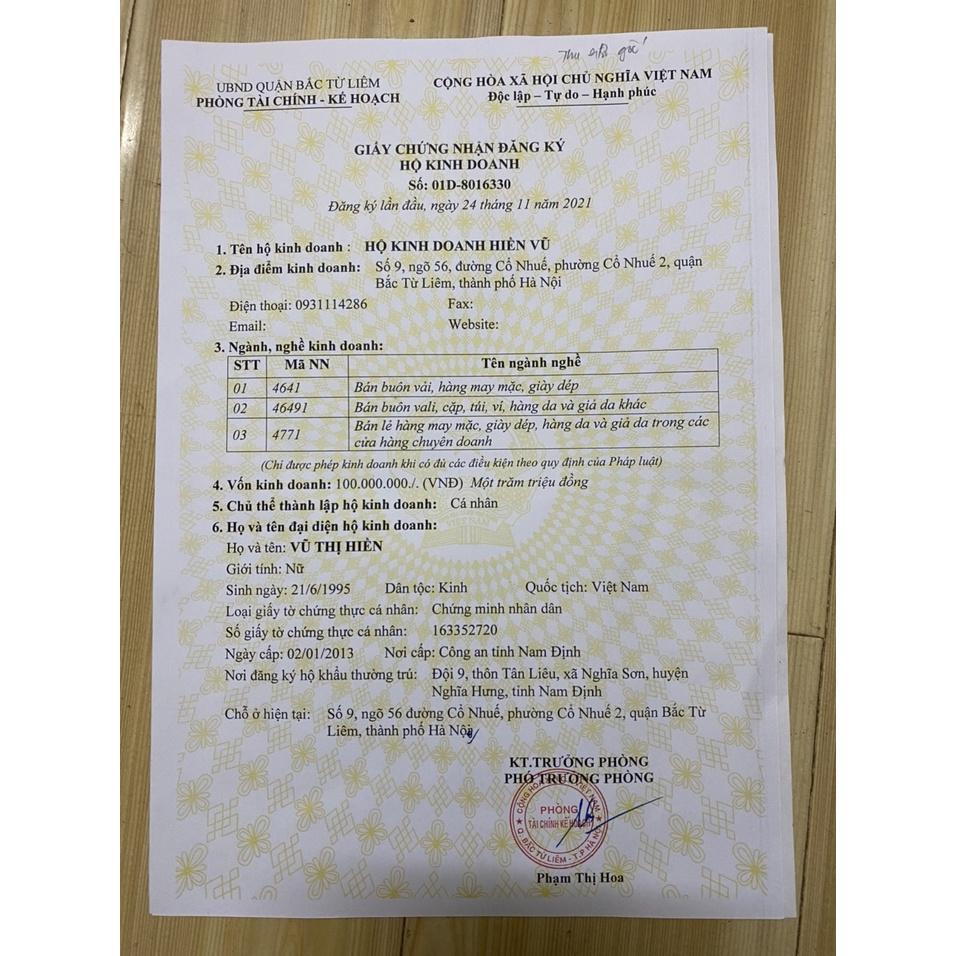 Thu
UBND QUẬN BẮC TỪ LIÊM
PHÒNG TÀI CHÍNH - KẾ HOẠCH
CỘNG HÒA XÃ HỘI CHỦ NGHĨA VIỆT NAM
Độc lập – Tự do – Hạnh phúc
GIẤY CHỨNG NHẬN ĐĂNG KÝ
HỘ KINH DOANH
Số: 01D-8016330
Đăng ký lần đầu, ngày 24 tháng 11 năm 2021
1. Tên hộ kinh doanh : HỘ KINH DOANH HIỀN VŨ
2. Địa điểm kinh doanh: Số 9, ngõ 56, đường Cổ Nhuế, phường Cổ Nhuế 2, quận
Bắc Từ Liêm, thành phố Hà Nội
Điện thoại: 0931114286 Fax:
Email: Website:
3. Ngành, nghề kinh doanh:
STT Mã NN Tên ngành nghề
01 4641 Bán buôn vải, hàng may mặc, giày dép
02 46491 Bán buôn vali, cặp, túi, ví, hàng da và giả da khác
03 4771 Bán lẻ hàng may mặc, giày dép, hàng da và giả da trong các
cửa hàng chuyên doanh
(Chỉ được phép kinh doanh khi có đủ các điều kiện theo quy định của Pháp luật)
4. Vốn kinh doanh: 100.000.000./. (VNĐ) Một trăm triệu đồng
5. Chủ thể thành lập hộ kinh doanh: Cá nhân
6. Họ và tên đại diện hộ kinh doanh:
Họ và tên: VŨ THỊ HIỀN
Giới tính: Nữ
Sinh ngày: 21/6/1995 Dân tộc: Kinh Quốc tịch: Việt Nam
Loại giấy tờ chứng thực cá nhân: Chứng minh nhân dân
Số giấy tờ chứng thực cá nhân: 163352720
Ngày cấp: 02/01/2013 Nơi cấp: Công an tỉnh Nam Định
Nơi đăng ký hộ khẩu thường trú: Đội 9, thôn Tân Liêu, xã Nghĩa Sơn, huyện
Nghĩa Hưng, tỉnh Nam Định
Chỗ ở hiện tại: Số 9, ngõ 56 đường Cổ Nhuế, phường Cổ Nhuế 2, quận Bắc Từ
Liêm, thành phố Hà Nội
KT.TRƯỞNG PHÒNG
PHÓ TRƯỞNG PHÒNG
PHÒNG
TÀI CHÍNH KẾ HOẠCH
Q. BẮC TỪ LIÊM - T.P HÀ NỘI
Phạm Thị Hoa